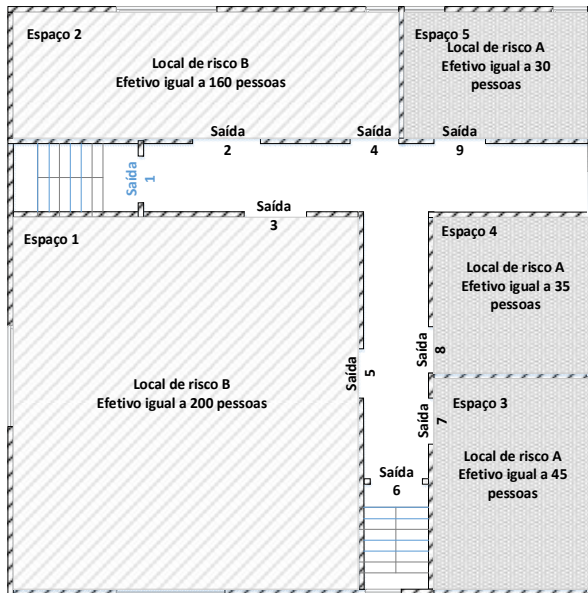 Espaço 2
Local de risco B
Efetivo igual a 160 pessoas
Espaço 5
Local de risco A
Efetivo igual a 30
pessoas
Saída
2
Saída
4
Saída
9
Saída
1
Saída
3
Espaço 1
Local de risco B
Efetivo igual a 200 pessoas
Espaço 4
Local de risco A
Efetivo igual a 35
pessoas
Saída
5
Saída
8
Espaço 3
Saída
7
Local de risco A
Efetivo igual a 45
pessoas
Saída
6